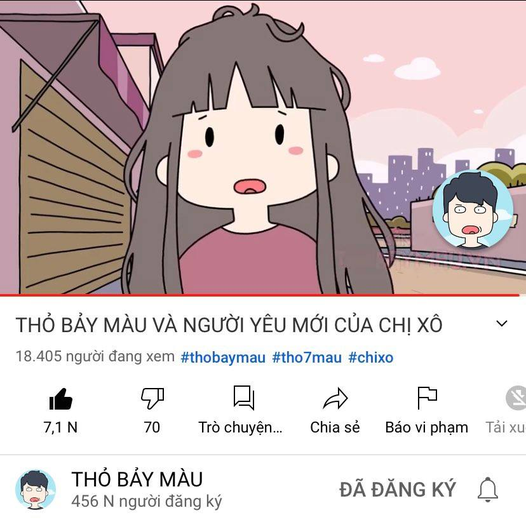 THỎ BẢY MÀU VÀ NGƯỜI YÊU MỚI CỦA CHỊ XÔ
18.405 người đang xem #thobaymau #tho7mau #chixo
7,1 N 70 Trò chuyện... Chia sẻ Báo vi phạm Tải xu
THỎ BẢY MÀU
456 N người đăng ký
ĐÃ ĐĂNG KÝ